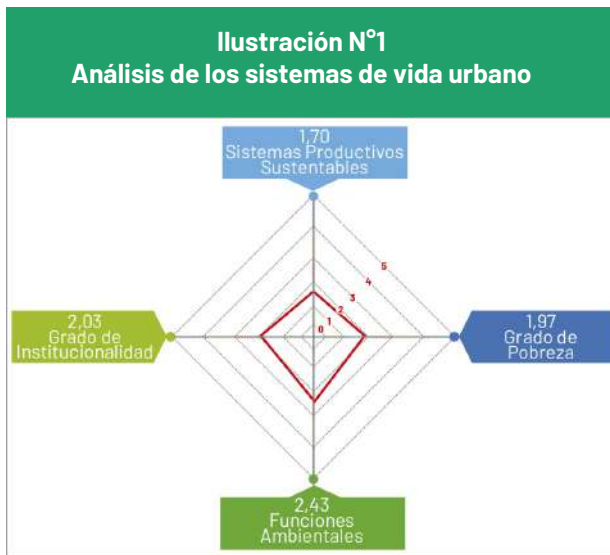 Ilustración N°1
Análisis de los sistemas de vida urbano
1,70
Sistemas Productivos
Sustentables
5
4
3
2
1
0
2,03
Grado de
Institucionalidad
1,97
Grado de
Pobreza
2,43
Funciones
Ambientales